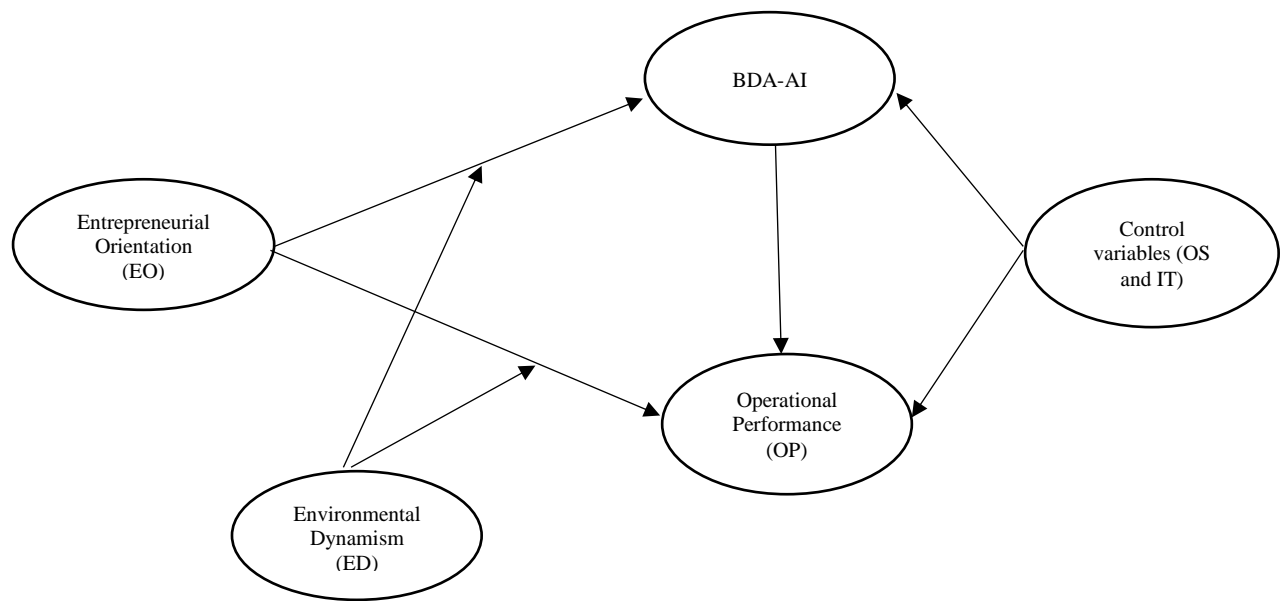 BDA-AI
Entrepreneurial
Orientation
(EO)
Control
variables (OS
and IT)
Operational
Performance
(OP)
Environmental
Dynamism
(ED)